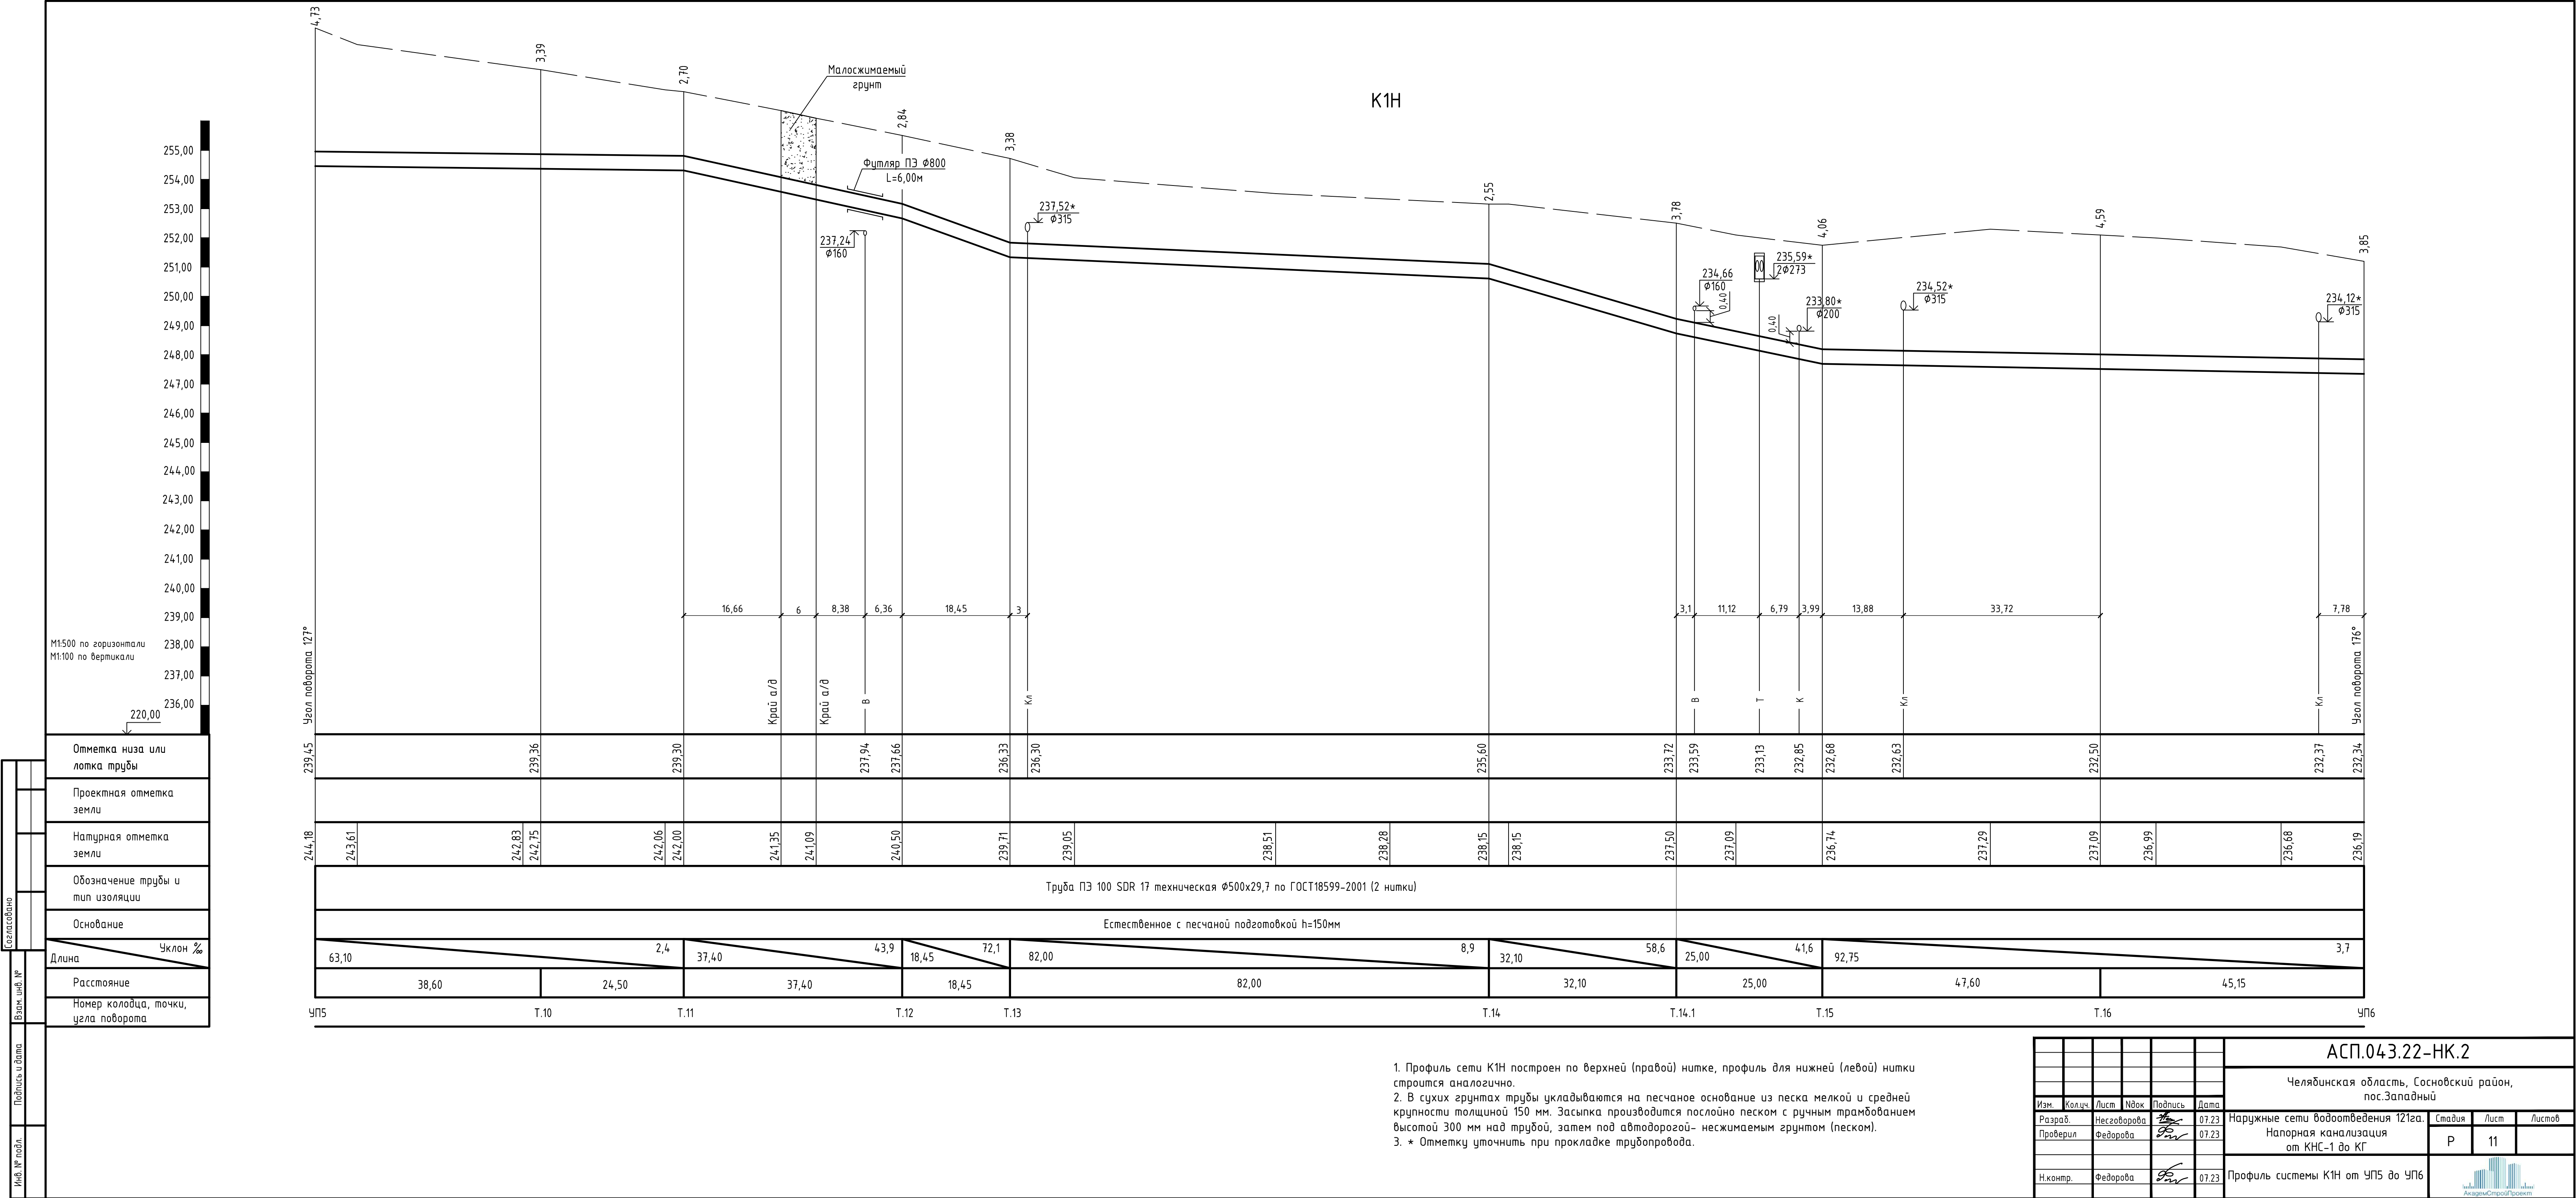 К1Н
4,73
3,39
2,70
2,84
3,38
2,55
3,78
4,06
4,59
3,85
Малосжимаемый
грунт
Футляр ПЭ Ø800
L=6,00м
237,24
Ø160
237,52*
Ø315
234,66
Ø160
0,40
235,59*
2Ø273
0,40
233,80*
Ø200
234,52*
Ø315
234,12*
Ø315
255,00
254,00
253,00
252,00
251,00
250,00
249,00
248,00
247,00
246,00
245,00
244,00
243,00
242,00
241,00
240,00
239,00
238,00
237,00
236,00
М1:500 по горизонтали
М1:100 по вертикали
220,00
16,66 6 8,38 6,36 18,45 3 3,1 11,12 6,79 3,99 13,88 33,72 7,78
Угол поворота 127°
Край а/д
Край а/д
В
Кл
В
Т
К
Кл
Кл
Угол поворота 176°
Отметка низа или
лотка трубы
239,45 239,36 239,30 237,94 237,66 236,33 236,30 235,60 233,72 233,59 233,13 232,85 232,68 232,63 232,50 232,37 232,34
Проектная отметка
земли
Натурная отметка
земли
244,18 243,61 242,83 242,75 242,06 242,00 241,35 241,09 240,50 239,71 239,05 238,51 238,28 238,15 238,15 237,50 237,09 236,74 237,29 237,09 236,99 236,68 236,19
Обозначение трубы и
тип изоляции
Труба ПЭ 100 SDR 17 техническая Ø500х29,7 по ГОСТ18599-2001 (2 нитки)
Основание
Естественное с песчаной подготовкой h=150мм
Уклон ‰
Длина
2,4 43,9 72,1 8,9 58,6 41,6 3,7
63,10 37,40 18,45 82,00 32,10 25,00 92,75
Расстояние
38,60 24,50 37,40 18,45 82,00 32,10 25,00 47,60 45,15
Номер колодца, точки,
угла поворота
УП5 Т.10 Т.11 Т.12 Т.13 Т.14 Т.14.1 Т.15 Т.16 УП6
Согласовано
Взам. инв. №
Подпись и дата
Инв. № подл.
1. Профиль сети К1Н построен по верхней (правой) нитке, профиль для нижней (левой) нитки
строится аналогично.
2. В сухих грунтах трубы укладываются на песчаное основание из песка мелкой и средней
крупности толщиной 150 мм. Засыпка производится послойно песком с ручным трамбованием
высотой 300 мм над трубой, затем под автодорогой- несжимаемым грунтом (песком).
3. * Отметку уточнить при прокладке трубопровода.
АСП.043.22-НК.2
Челябинская область, Сосновский район,
пос.Западный
Изм. Кол.уч. Лист Nдок Подпись Дата
Разраб. Несговорова 07.23
Проверил Федорова 07.23
Н.контр. Федорова 07.23
Наружные сети водоотведения 121га.
Напорная канализация
от КНС-1 до КГ
Стадия Лист Листов
Р 11
Профиль системы К1Н от УП5 до УП6
АкадемСтройПроект